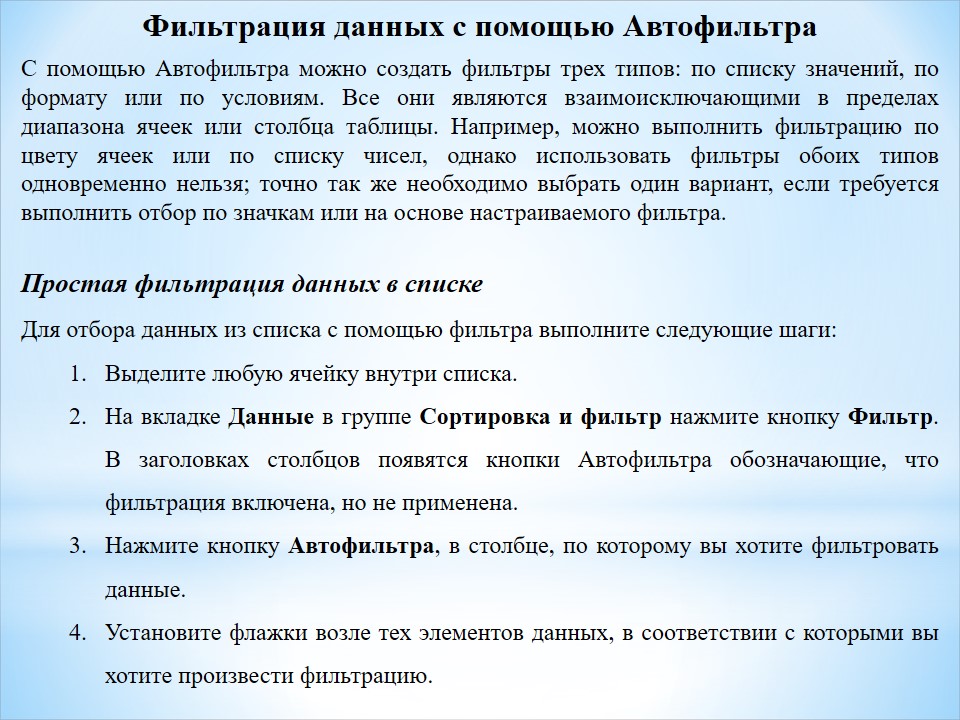 Фильтрация данных с помощью Автофильтра
С помощью Автофильтра можно создать фильтры трех типов: по списку значений, по
формату или по условиям. Все они являются взаимоисключающими в пределах
диапазона ячеек или столбца таблицы. Например, можно выполнить фильтрацию по
цвету ячеек или по списку чисел, однако использовать фильтры обоих типов
одновременно нельзя; точно так же необходимо выбрать один вариант, если требуется
выполнить отбор по значкам или на основе настраиваемого фильтра.
Простая фильтрация данных в списке
Для отбора данных из списка с помощью фильтра выполните следующие шаги:
1. Выделите любую ячейку внутри списка.
2. На вкладке Данные в группе Сортировка и фильтр нажмите кнопку Фильтр.
В заголовках столбцов появятся кнопки Автофильтра обозначающие, что
фильтрация включена, но не применена.
3. Нажмите кнопку Автофильтра, в столбце, по которому вы хотите фильтровать
данные.
4. Установите флажки возле тех элементов данных, в соответствии с которыми вы
хотите произвести фильтрацию.